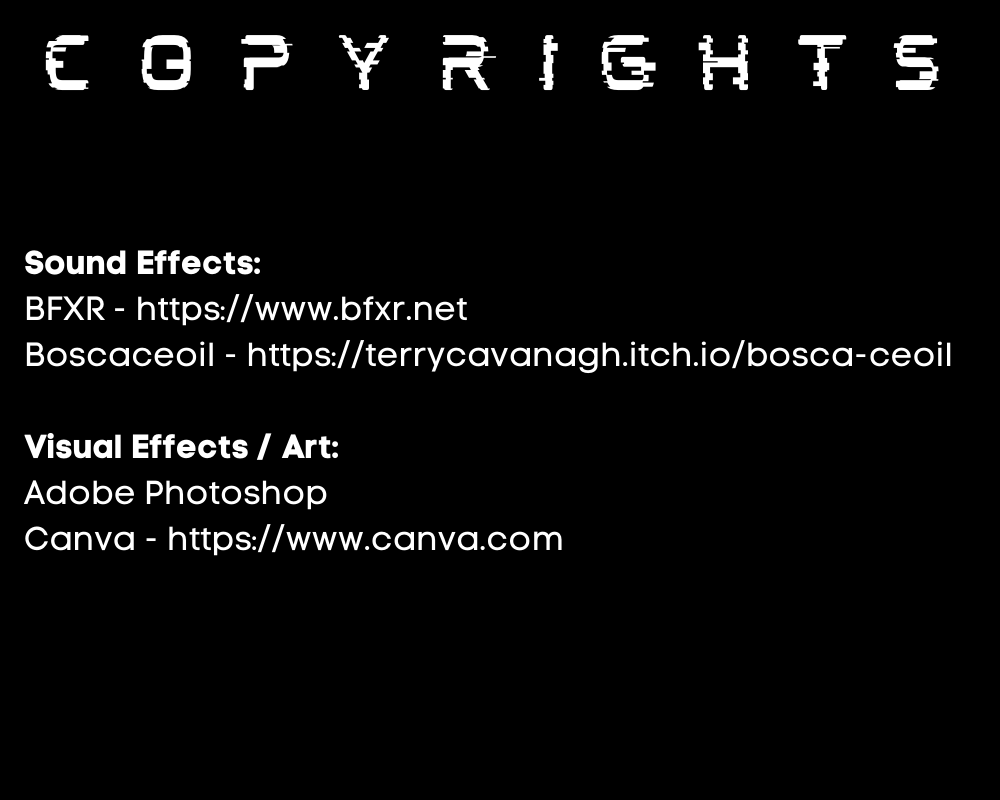 COPYRIGHTS
Sound Effects:
BFXR - https://www.bfxr.net
Boscaceoil - https://terrycavanagh.itch.io/bosca-ceoil
Visual Effects / Art:
Adobe Photoshop
Canva - https://www.canva.com